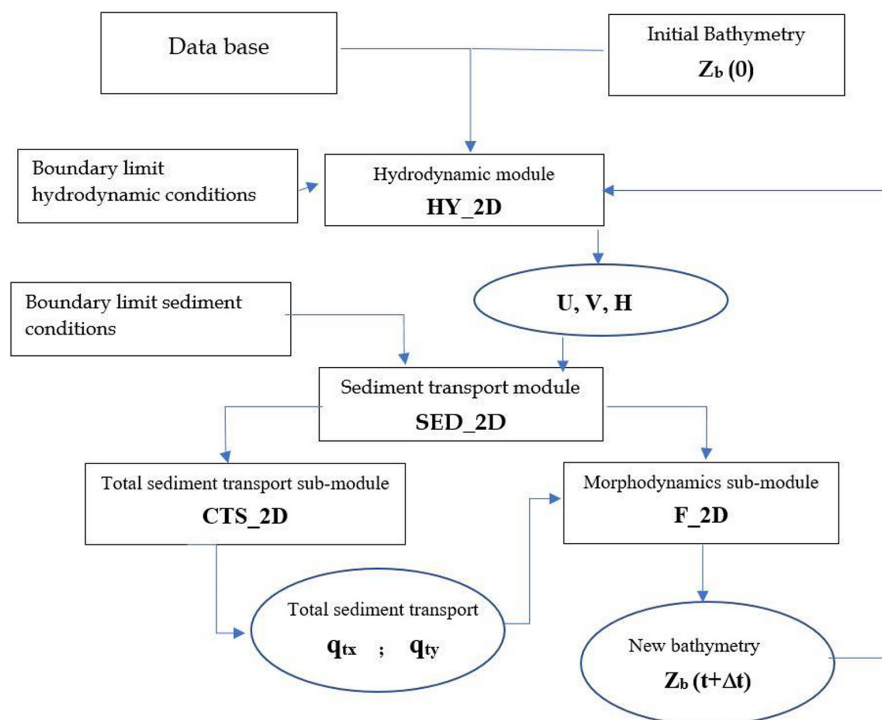 Data base
Initial Bathymetry
Zb (0)
Boundary limit
hydrodynamic conditions
Hydrodynamic module
HY_2D
U, V, H
Boundary limit sediment
conditions
Sediment transport module
SED_2D
Total sediment transport sub-module
CTS_2D
Morphodynamics sub-module
F_2D
Total sediment transport
qtx ; qty
New bathymetry
Zb (t+Δt)